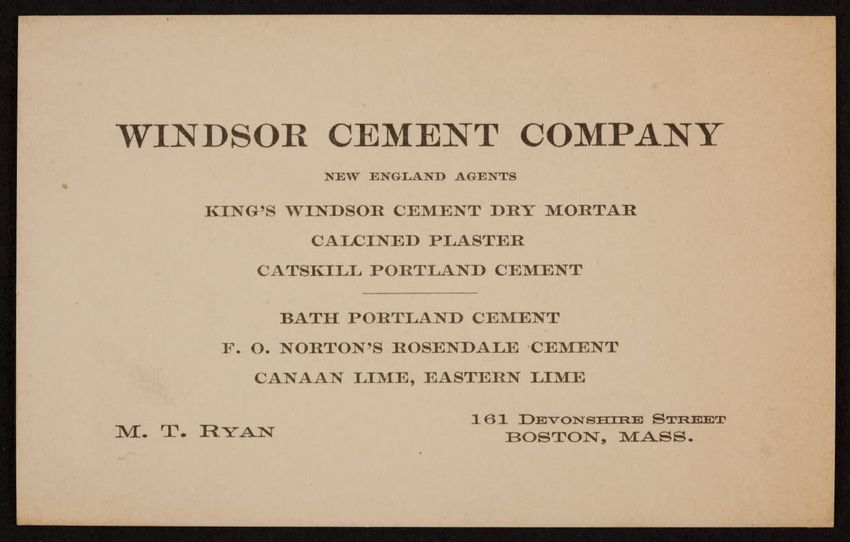 WINDSOR CEMENT COMPANY
NEW ENGLAND AGENTS
KING'S WINDSOR CEMENT DRY MORTAR
CALCINED PLASTER
CATSKILL PORTLAND CEMENT
BATH PORTLAND CEMENT
F. O. NORTON'S ROSENDALE CEMENT
CANAAN LIME, EASTERN LIME
M. T. RYAN
161 DEVONSHIRE STREET
BOSTON, MASS.